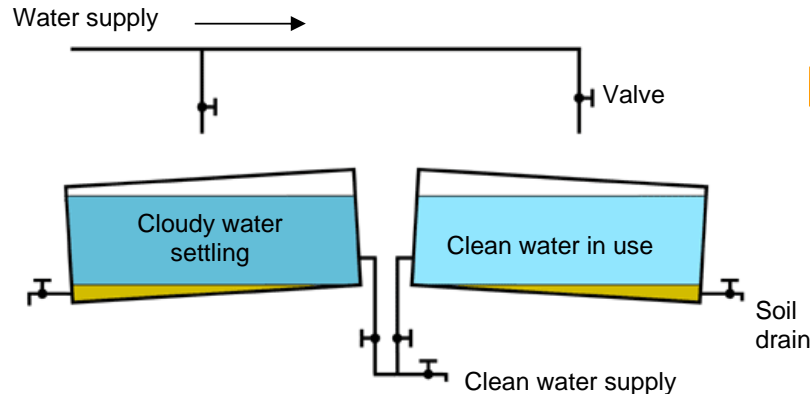 Water supply
Valve
Cloudy water
settling
Clean water in use
Soil
drain
Clean water supply